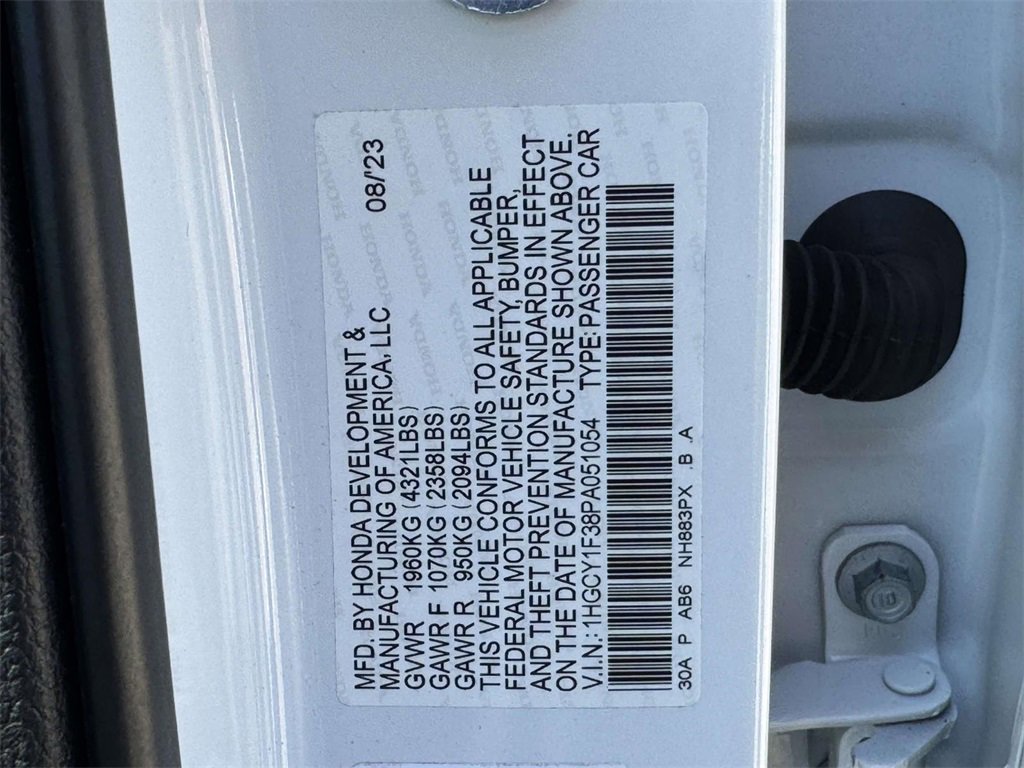 MFD. BY HONDA DEVELOPMENT &
MANUFACTURING OF AMERICA, LLC 08/'23
GVWR 1960KG (4321LBS)
GAWR F 1070KG (2358LBS)
GAWR R 950KG (2094LBS)
THIS VEHICLE CONFORMS TO ALL APPLICABLE
FEDERAL MOTOR VEHICLE SAFETY, BUMPER,
AND THEFT PREVENTION STANDARDS IN EFFECT
ON THE DATE OF MANUFACTURE SHOWN ABOVE.
V.I.N.: 1HGCY1F38PA051054 TYPE: PASSENGER CAR
30A P AB6 NH883PX .B .A